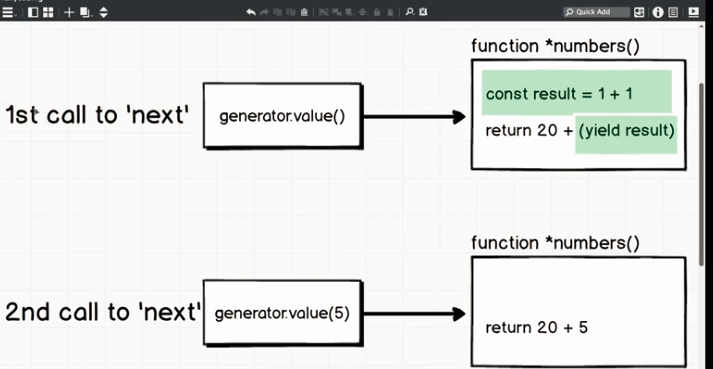 Quick Add
function *numbers()
const result = 1 + 1
1st call to 'next'
generator.value()
return 20 + (yield result)
function *numbers()
2nd call to 'next'
generator.value(5)
return 20 + 5